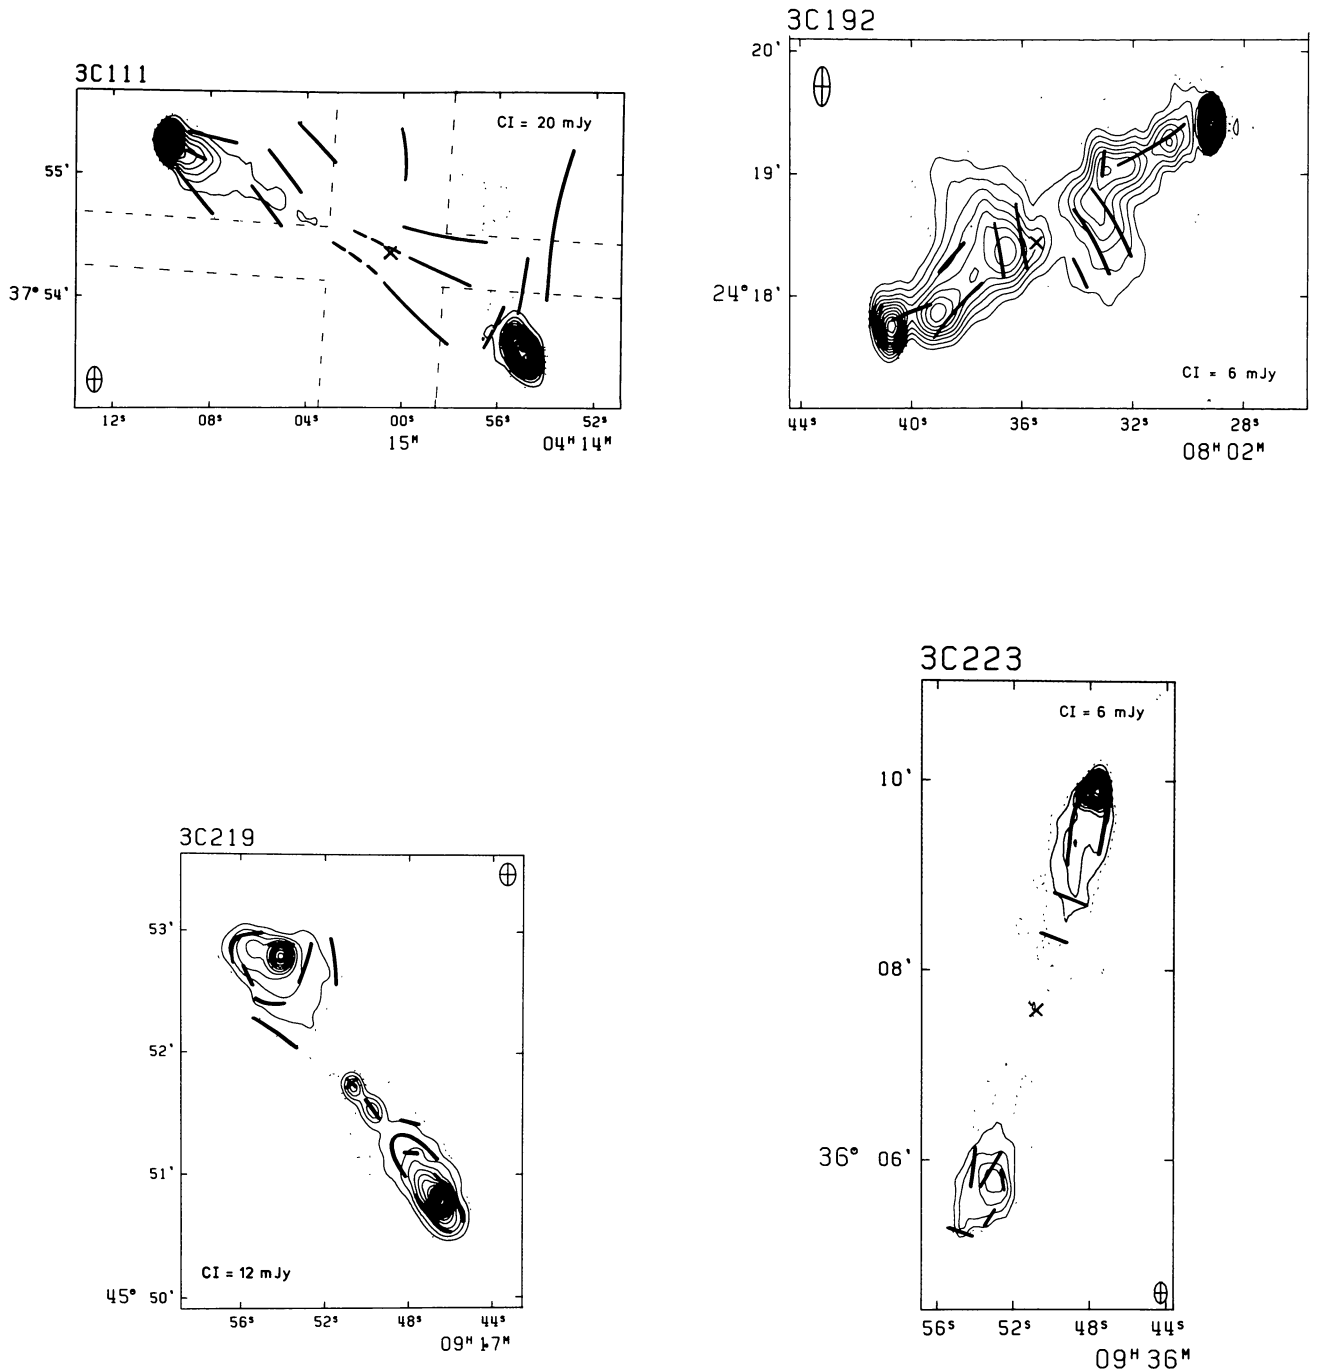 3C111
CI = 20 mJy
55'
37° 54'
12ˢ 08ˢ 04ˢ 00ˢ 56ˢ 52ˢ
15ᴹ 04ᴴ 14ᴹ
3C192
20'
19'
24° 18'
CI = 6 mJy
44ˢ 40ˢ 36ˢ 32ˢ 28ˢ
08ᴴ 02ᴹ
3C219
53'
52'
51'
CI = 12 mJy
45° 50'
56ˢ 52ˢ 48ˢ 44ˢ
09ᴴ 17ᴹ
3C223
CI = 6 mJy
10'
08'
36° 06'
56ˢ 52ˢ 48ˢ 44ˢ
09ᴴ 36ᴹ